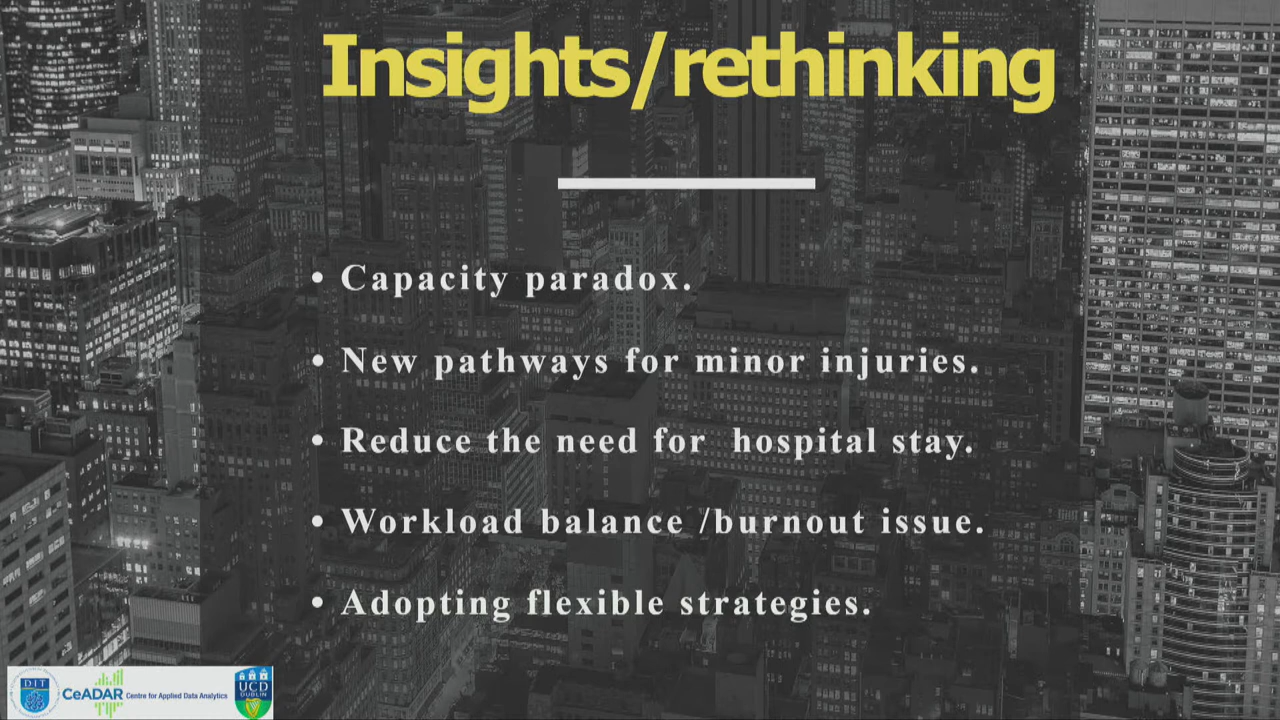 Insights/rethinking
• Capacity paradox.
• New pathways for minor injuries.
• Reduce the need for hospital stay.
• Workload balance /burnout issue.
• Adopting flexible strategies.
DIT
CeADAR Centre for Applied Data Analytics
UCD
DUBLIN